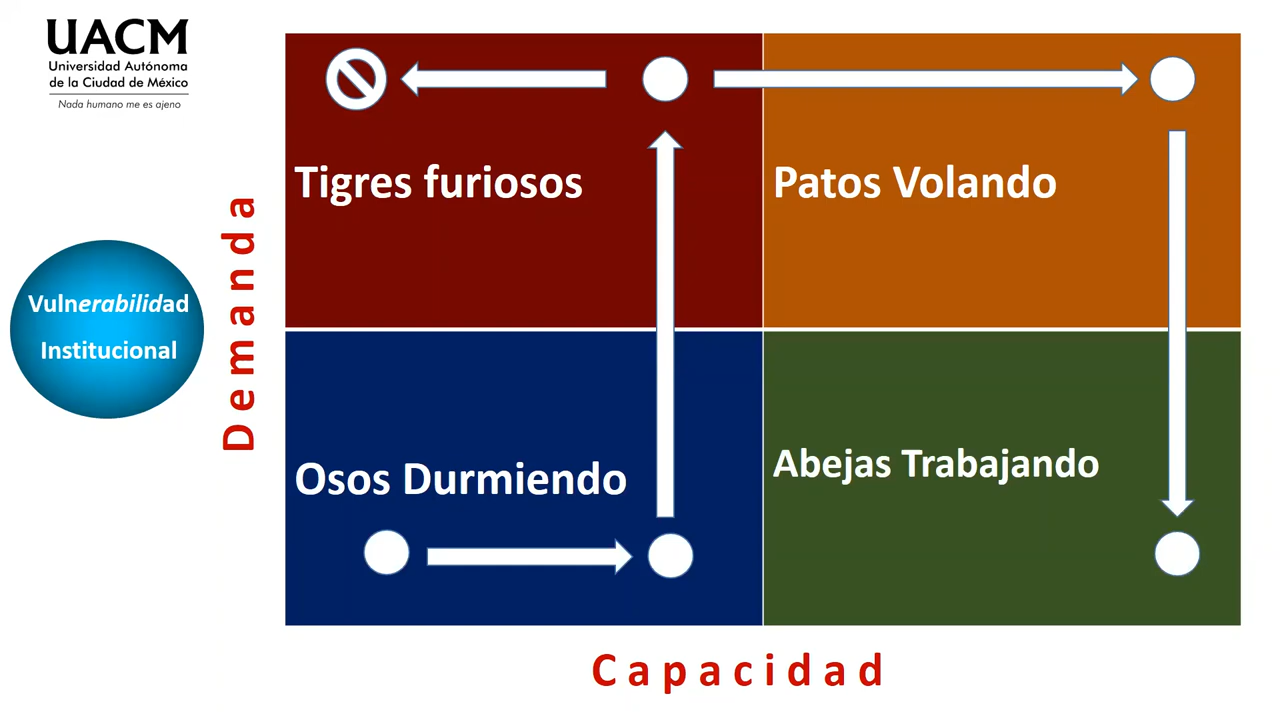 UACM
Universidad Autónoma
de la Ciudad de México
Nada humano me es ajeno
Tigres furiosos
Patos Volando
Demanda
Vulnerabilidad
Institucional
Osos Durmiendo
Abejas Trabajando
Capacidad